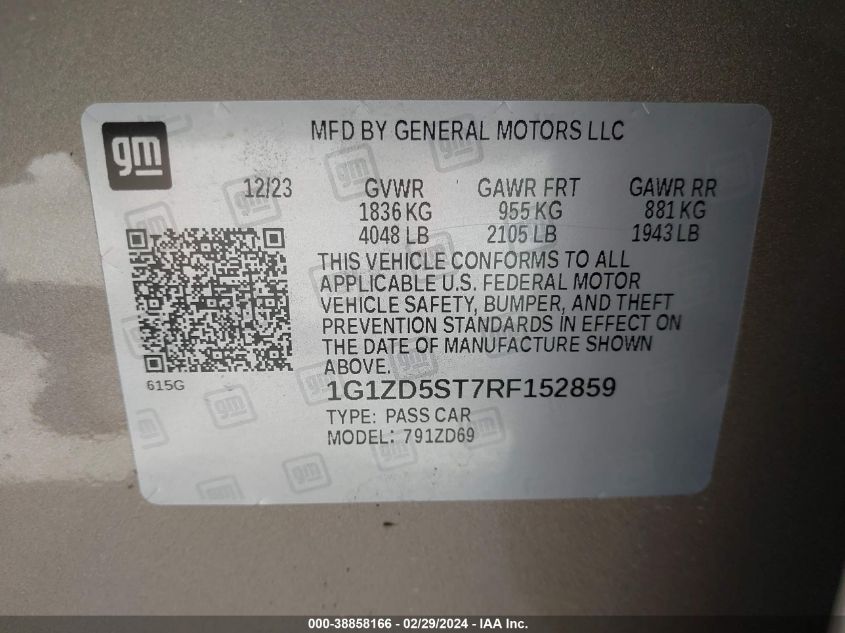 gm
MFD BY GENERAL MOTORS LLC
12/23 GVWR GAWR FRT GAWR RR
1836 KG 955 KG 881 KG
4048 LB 2105 LB 1943 LB
THIS VEHICLE CONFORMS TO ALL
APPLICABLE U.S. FEDERAL MOTOR
VEHICLE SAFETY, BUMPER, AND THEFT
PREVENTION STANDARDS IN EFFECT ON
THE DATE OF MANUFACTURE SHOWN
ABOVE.
615G
1G1ZD5ST7RF152859
TYPE: PASS CAR
MODEL: 791ZD69
000-38858166 - 02/29/2024 - IAA Inc.